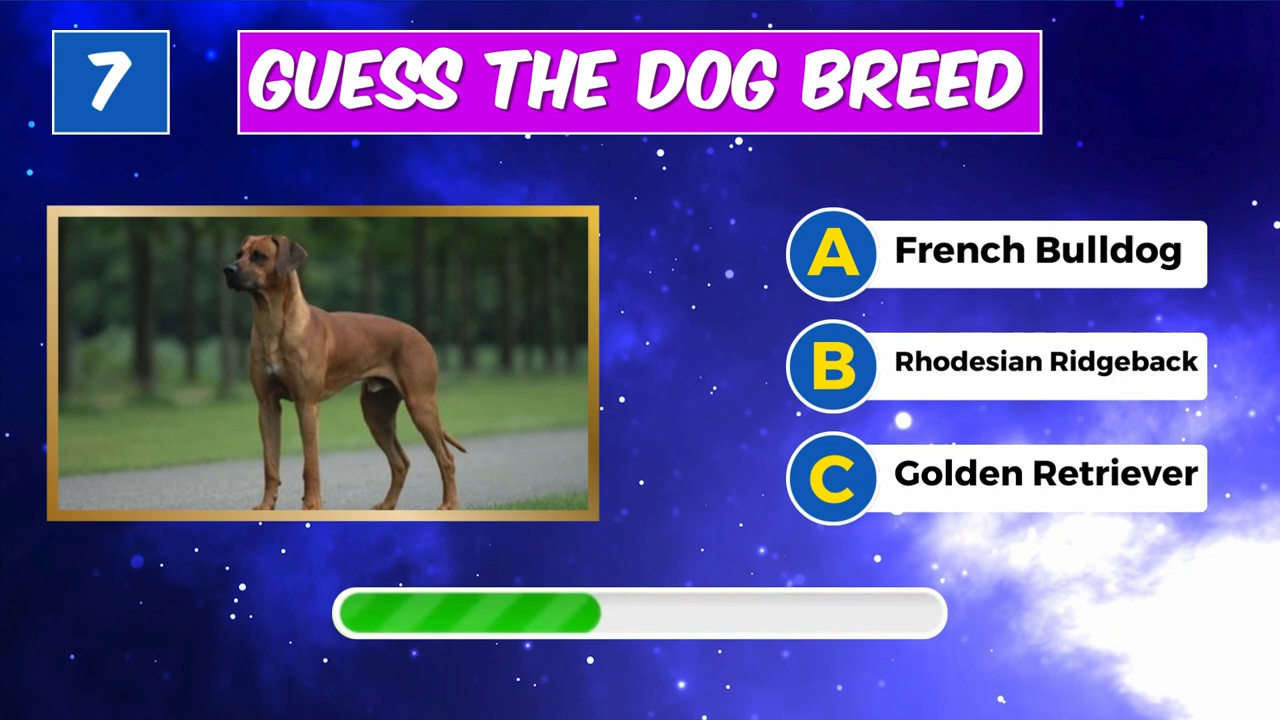 7
GUESS THE DOG BREED
A French Bulldog
B Rhodesian Ridgeback
C Golden Retriever